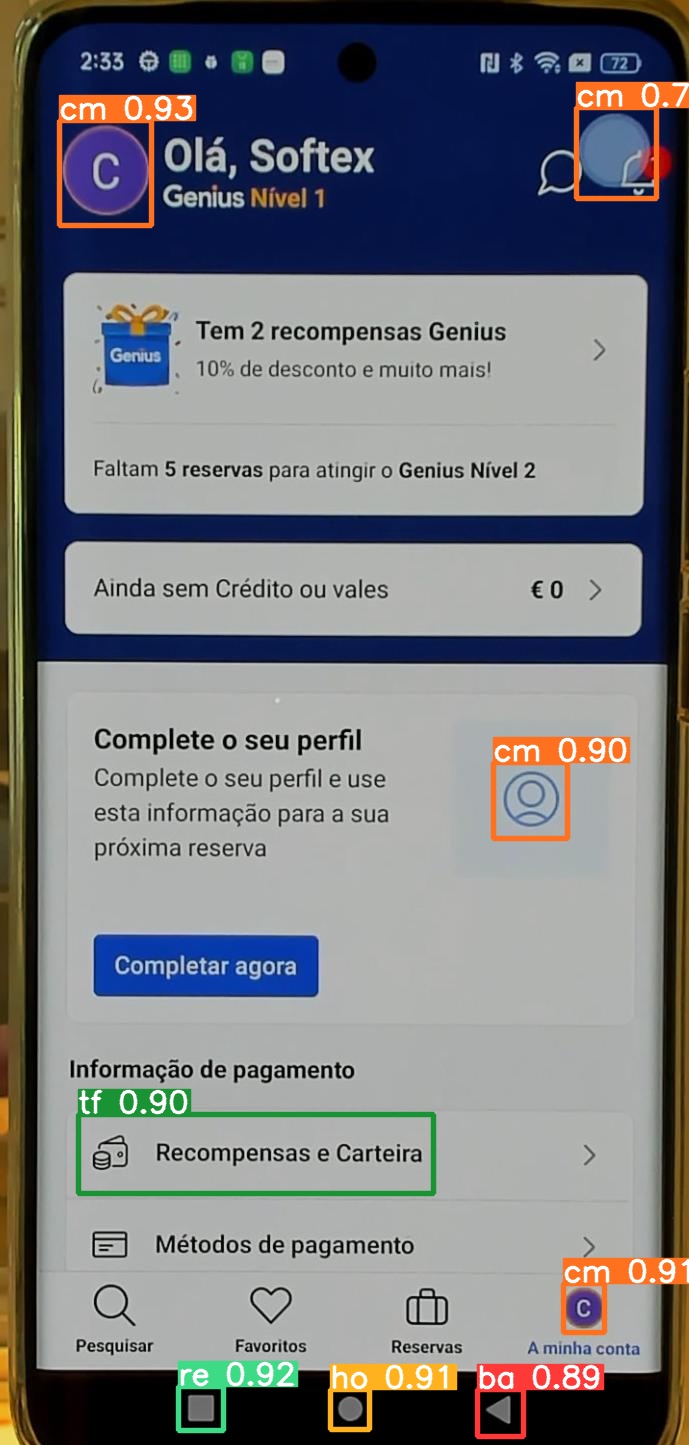 2:33
72
cm 0.93
cm 0.7
C
Olá, Softex
Genius Nível 1
Genius
Tem 2 recompensas Genius
10% de desconto e muito mais!
Faltam 5 reservas para atingir o Genius Nível 2
Ainda sem Crédito ou vales
€ 0
Complete o seu perfil
cm 0.90
Complete o seu perfil e use
esta informação para a sua
próxima reserva
Completar agora
Informação de pagamento
tf 0.90
Recompensas e Carteira
Métodos de pagamento
cm 0.91
C
Pesquisar
Favoritos
Reservas
A minha conta
re 0.92
ho 0.91
ba 0.89